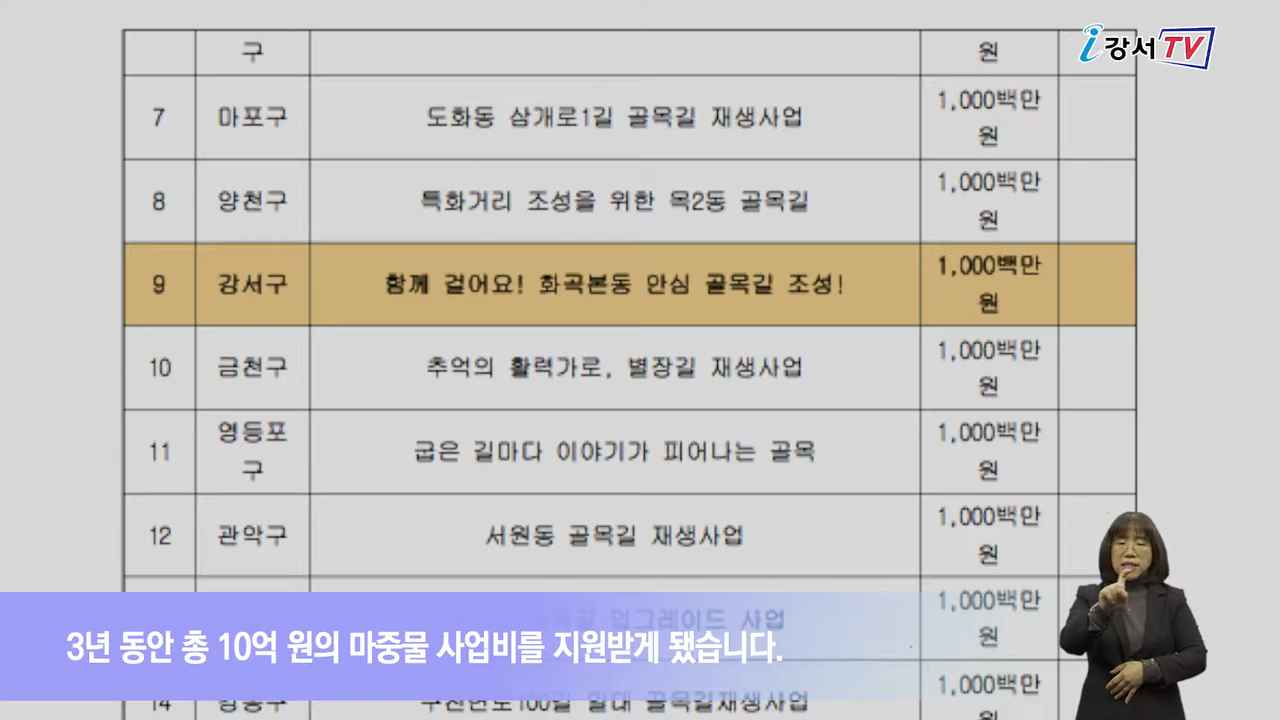 i강서TV
구 원
7 마포구 도화동 삼개로1길 골목길 재생사업 1,000백만
원
8 양천구 특화거리 조성을 위한 목2동 골목길 1,000백만
원
9 강서구 함께 걸어요! 화곡본동 안심 골목길 조성! 1,000백만
원
10 금천구 추억의 활력가로, 별장길 재생사업 1,000백만
원
11 영등포
구 굽은 길마다 이야기가 피어나는 골목 1,000백만
원
12 관악구 서원동 골목길 재생사업 1,000백만
원
업그레이드 사업 1,000백만
원
3년 동안 총 10억 원의 마중물 사업비를 지원받게 됐습니다.
14 일대 골목길재생사업 1,000백만